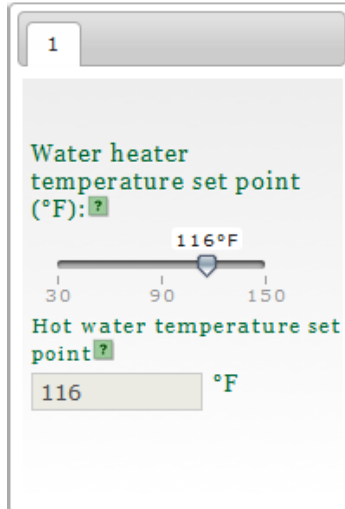 1
Water heater
temperature set point
(°F): ?
116°F
30 90 150
Hot water temperature set
point ?
116 °F